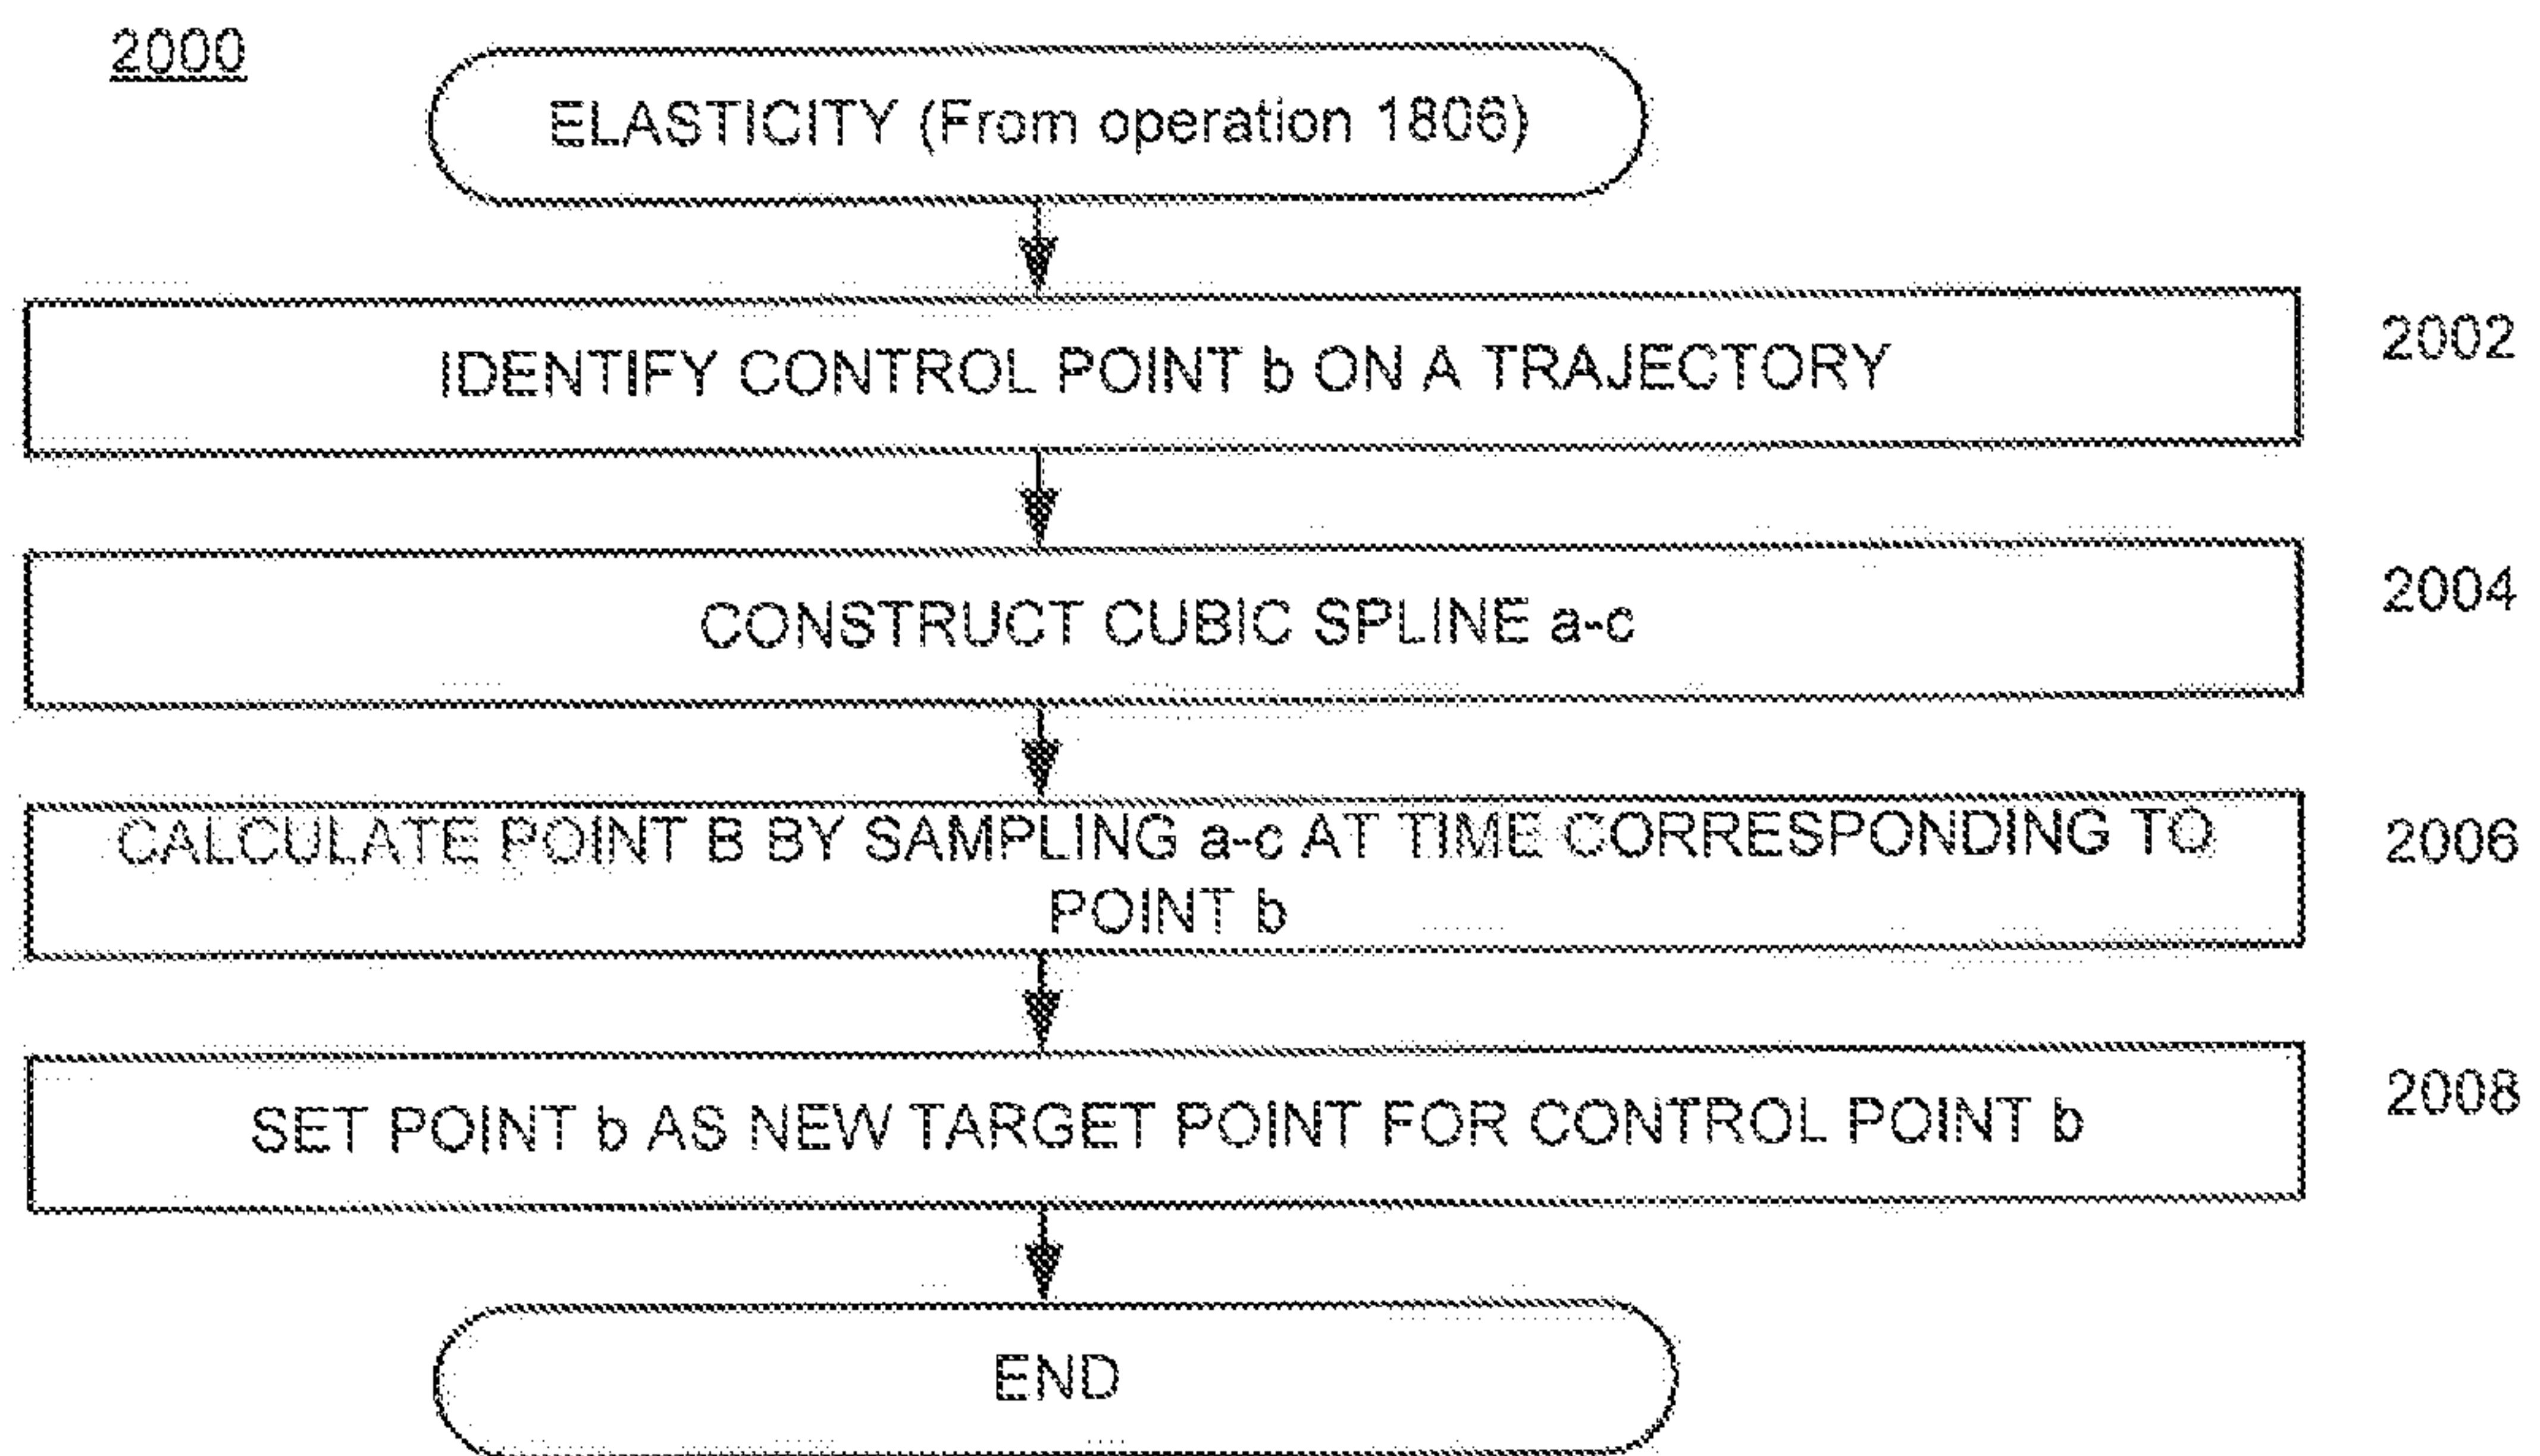 2000
ELASTICITY (From operation 1806)
IDENTIFY CONTROL POINT b ON A TRAJECTORY
2002
CONSTRUCT CUBIC SPLINE a-c
2004
CALCULATE POINT B BY SAMPLING a-c AT TIME CORRESPONDING TO
POINT b
2006
SET POINT b AS NEW TARGET POINT FOR CONTROL POINT b
2008
END